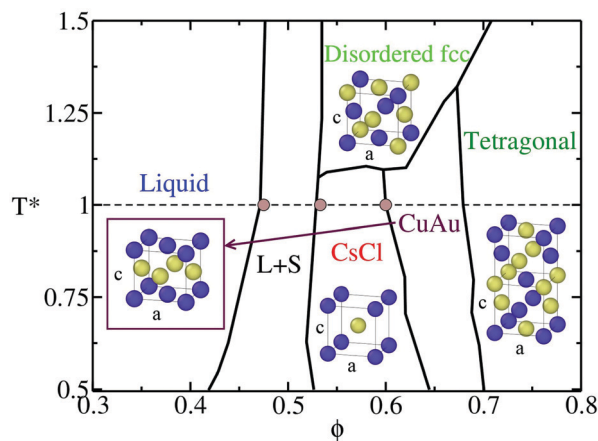 1.5
Disordered fcc
c
a
1.25
Tetragonal
Liquid
T*
1
CuAu
L+S
CsCl
c
a
0.75
c
a
c
a
0.5
0.3 0.4 0.5 0.6 0.7 0.8
ϕ